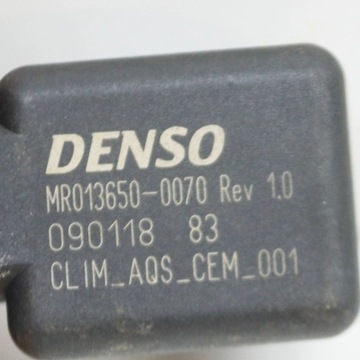 DENSO
MR013650-0070 Rev 1.0
090118 83
CLIM_AQS_CEM_001